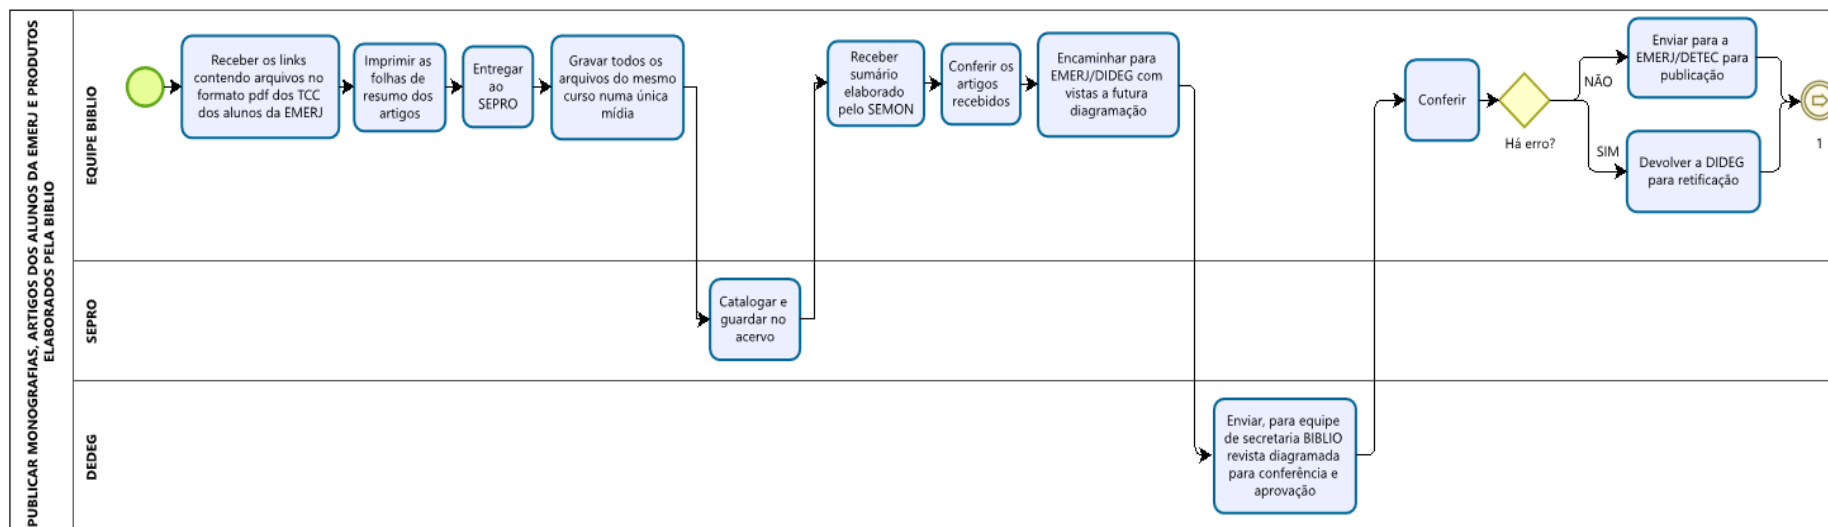 PUBLICAR MONOGRAFIAS, ARTIGOS DOS ALUNOS DA EMERJ E PRODUTOS
ELABORADOS PELA BIBLIO
EQUIPE BIBLIO
Receber os links
contendo arquivos no
formato pdf dos TCC
dos alunos da EMERJ
Imprimir as
folhas de
resumo dos
artigos
Entregar
ao
SEPRO
Gravar todos os
arquivos do mesmo
curso numa única
mídia
Receber
sumário
elaborado
pelo SEMON
Conferir os
artigos
recebidos
Encaminhar para
EMERJ/DIDEG com
vistas a futura
diagramação
Conferir
Há erro?
NÃO
Enviar para a
EMERJ/DETEC para
publicação
SIM
Devolver a DIDEG
para retificação
1
SEPRO
Catalogar e
guardar no
acervo
DEDEG
Enviar, para equipe
de secretaria BIBLIO
revista diagramada
para conferência e
aprovação